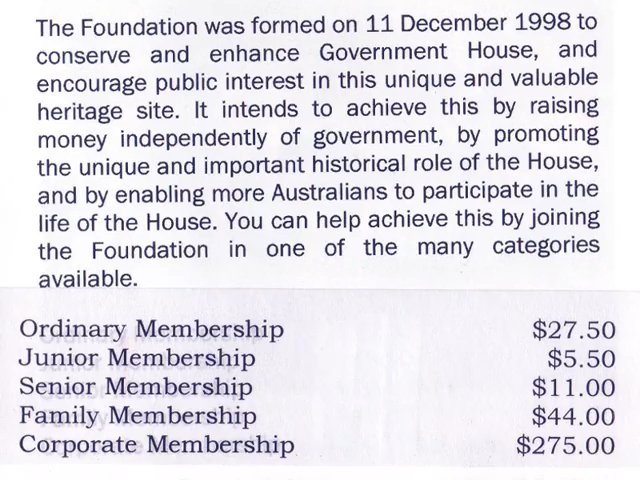 The Foundation was formed on 11 December 1998 to
conserve and enhance Government House, and
encourage public interest in this unique and valuable
heritage site. It intends to achieve this by raising
money independently of government, by promoting
the unique and important historical role of the House,
and by enabling more Australians to participate in the
life of the House. You can help achieve this by joining
the Foundation in one of the many categories
available.
Ordinary Membership $27.50
Junior Membership $5.50
Senior Membership $11.00
Family Membership $44.00
Corporate Membership $275.00